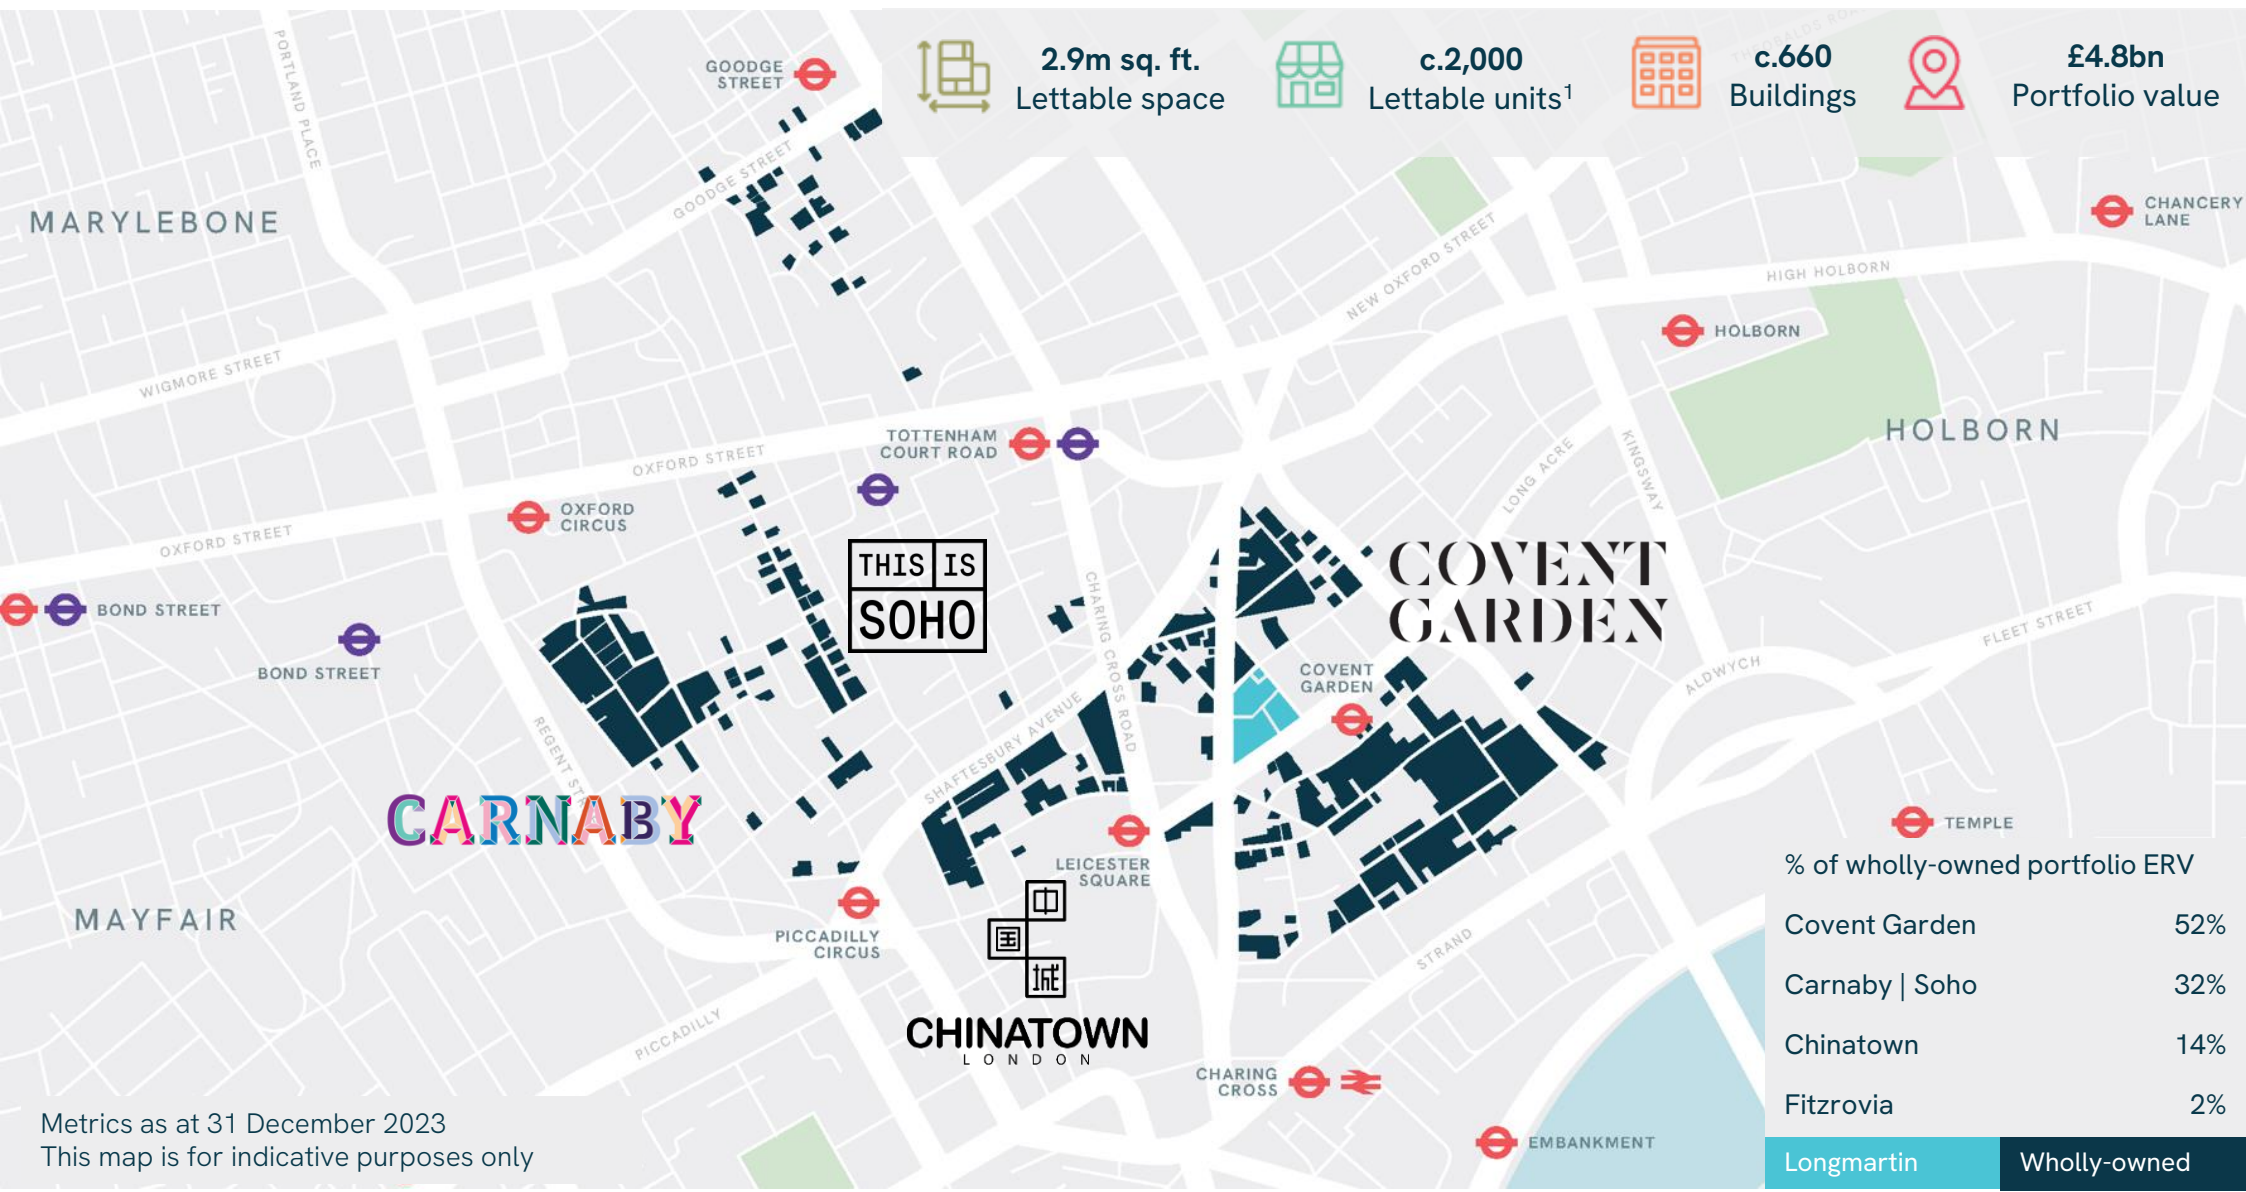 2.9m sq. ft.
Lettable space
c.2,000
Lettable units¹
c.660
Buildings
£4.8bn
Portfolio value
THEOBALDS ROAD
PORTLAND PLACE
GOODGE
STREET
GOODGE STREET
MARYLEBONE
CHANCERY
LANE
NEW OXFORD STREET
HIGH HOLBORN
HOLBORN
WIGMORE STREET
HOLBORN
TOTTENHAM
COURT ROAD
OXFORD STREET
LONG ACRE
KINGSWAY
OXFORD
CIRCUS
OXFORD STREET
THIS IS
SOHO
COVENT
GARDEN
CHARING CROSS ROAD
BOND STREET
BOND STREET
FLEET STREET
COVENT
GARDEN
ALDWYCH
REGENT ST
SHAFTESBURY AVENUE
CARNABY
LEICESTER
SQUARE
TEMPLE
MAYFAIR
PICCADILLY
CIRCUS
中
国
城
CHINATOWN
LONDON
STRAND
PICCADILLY
CHARING
CROSS
EMBANKMENT
% of wholly-owned portfolio ERV
Covent Garden 52%
Carnaby | Soho 32%
Chinatown 14%
Fitzrovia 2%
Longmartin Wholly-owned
Metrics as at 31 December 2023
This map is for indicative purposes only